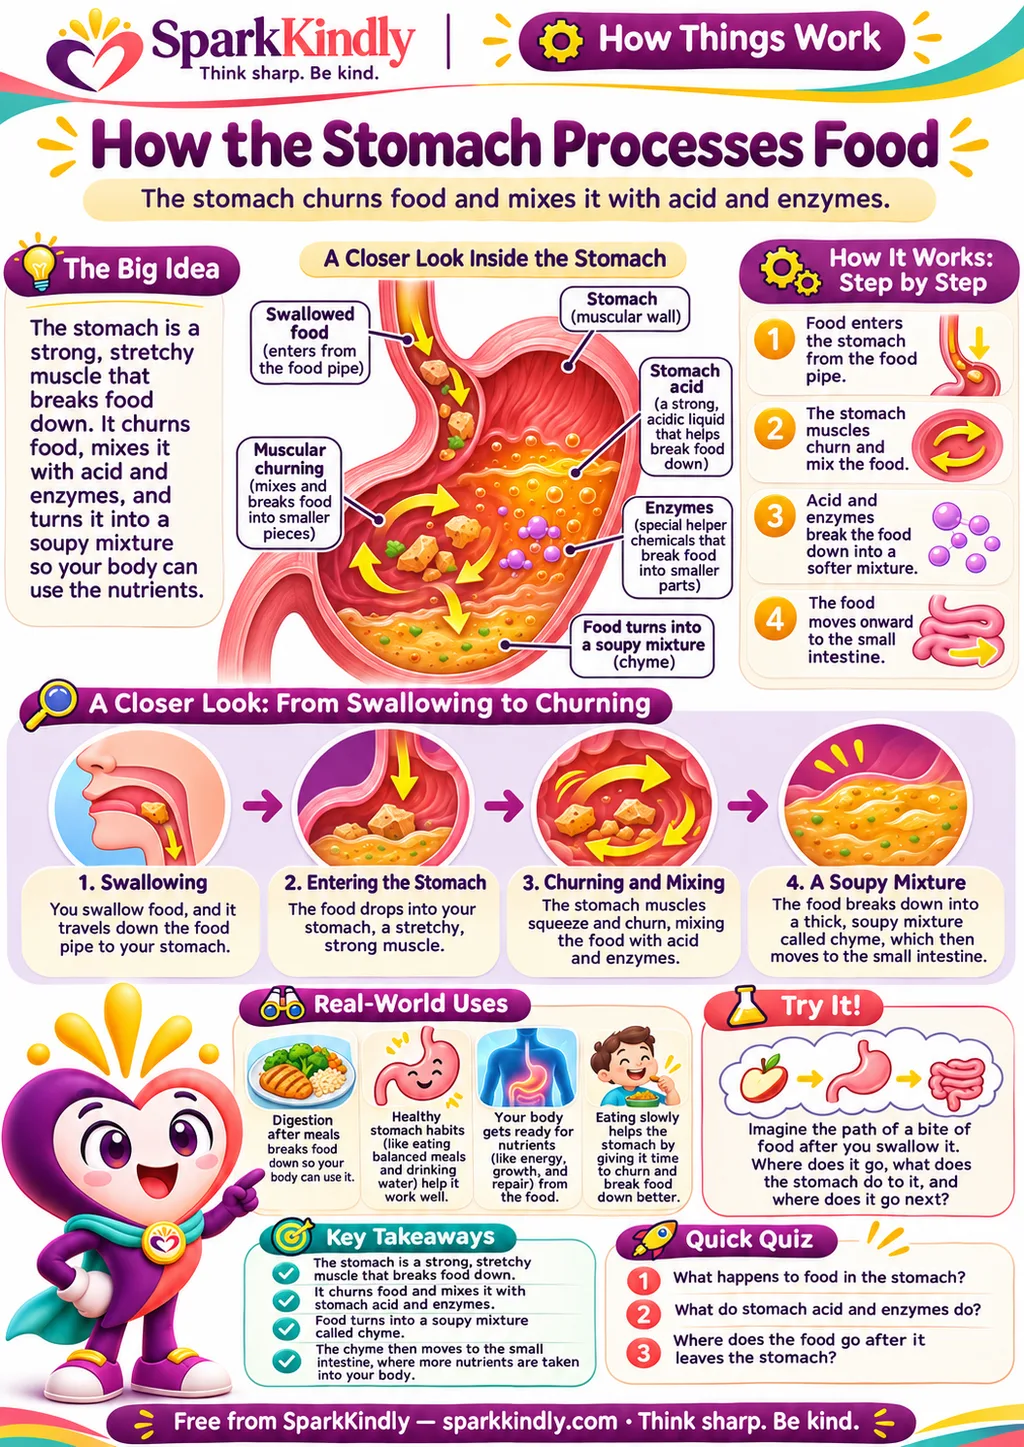 SparkKindly
Think sharp. Be kind.
How Things Work
How the Stomach Processes Food
The stomach churns food and mixes it with acid and enzymes.
The Big Idea
The stomach is a
strong, stretchy
muscle that
breaks food
down. It churns
food, mixes it
with acid and
enzymes, and
turns it into a
soupy mixture
so your body can
use the nutrients.
A Closer Look Inside the Stomach
Swallowed
food
(enters from
the food pipe)
Stomach
(muscular wall)
Stomach
acid
(a strong,
acidic liquid
that helps
break food
down)
Muscular
churning
(mixes and
breaks food
into smaller
pieces)
Enzymes
(special helper
chemicals that
break food
into smaller
parts)
Food turns into
a soupy mixture
(chyme)
How It Works:
Step by Step
1
Food enters
the stomach
from the food
pipe.
2
The stomach
muscles
churn and
mix the food.
3
Acid and
enzymes
break the food
down into a
softer mixture.
4
The food
moves onward
to the small
intestine.
A Closer Look: From Swallowing to Churning
1. Swallowing
You swallow food, and it
travels down the food
pipe to your stomach.
2. Entering the Stomach
The food drops into your
stomach, a stretchy,
strong muscle.
3. Churning and Mixing
The stomach muscles
squeeze and churn, mixing
the food with acid
and enzymes.
4. A Soupy Mixture
The food breaks down into
a thick, soupy mixture
called chyme, which then
moves to the small intestine.
Real-World Uses
Digestion
after meals
breaks food
down so your
body can use it.
Healthy
stomach habits
(like eating
balanced meals
and drinking
water) help it
work well.
Your body
gets ready for
nutrients
(like energy,
growth, and
repair) from
the food.
Eating slowly
helps the
stomach by
giving it time
to churn and
break food
down better.
Try It!
Imagine the path of a bite of
food after you swallow it.
Where does it go, what does
the stomach do to it, and
where does it go next?
Key Takeaways
The stomach is a strong, stretchy
muscle that breaks food down.
It churns food and mixes it with
stomach acid and enzymes.
Food turns into a soupy mixture
called chyme.
The chyme then moves to the small
intestine, where more nutrients are taken
into your body.
Quick Quiz
1 What happens to food in the stomach?
2 What do stomach acid and enzymes do?
3 Where does the food go after it
leaves the stomach?
Free from SparkKindly — sparkkindly.com • Think sharp. Be kind.